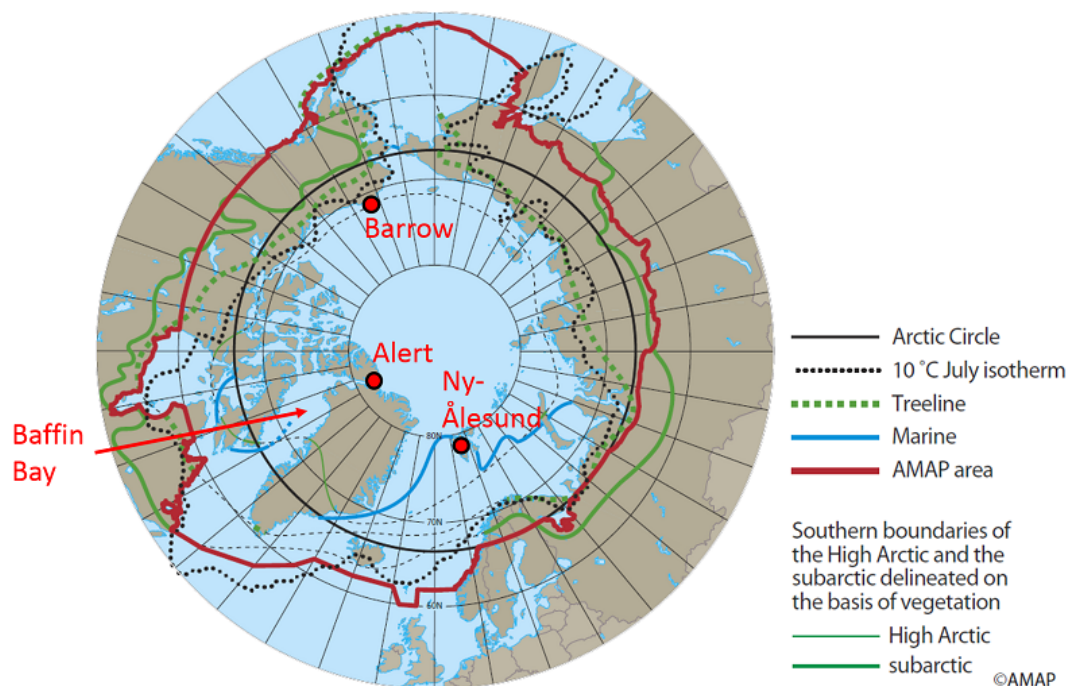 Barrow
Alert
Ny-
Ålesund
Baffin
Bay
80N
70N
60N
Arctic Circle
10 ˚C July isotherm
Treeline
Marine
AMAP area
Southern boundaries of
the High Arctic and the
subarctic delineated on
the basis of vegetation
High Arctic
subarctic
©AMAP